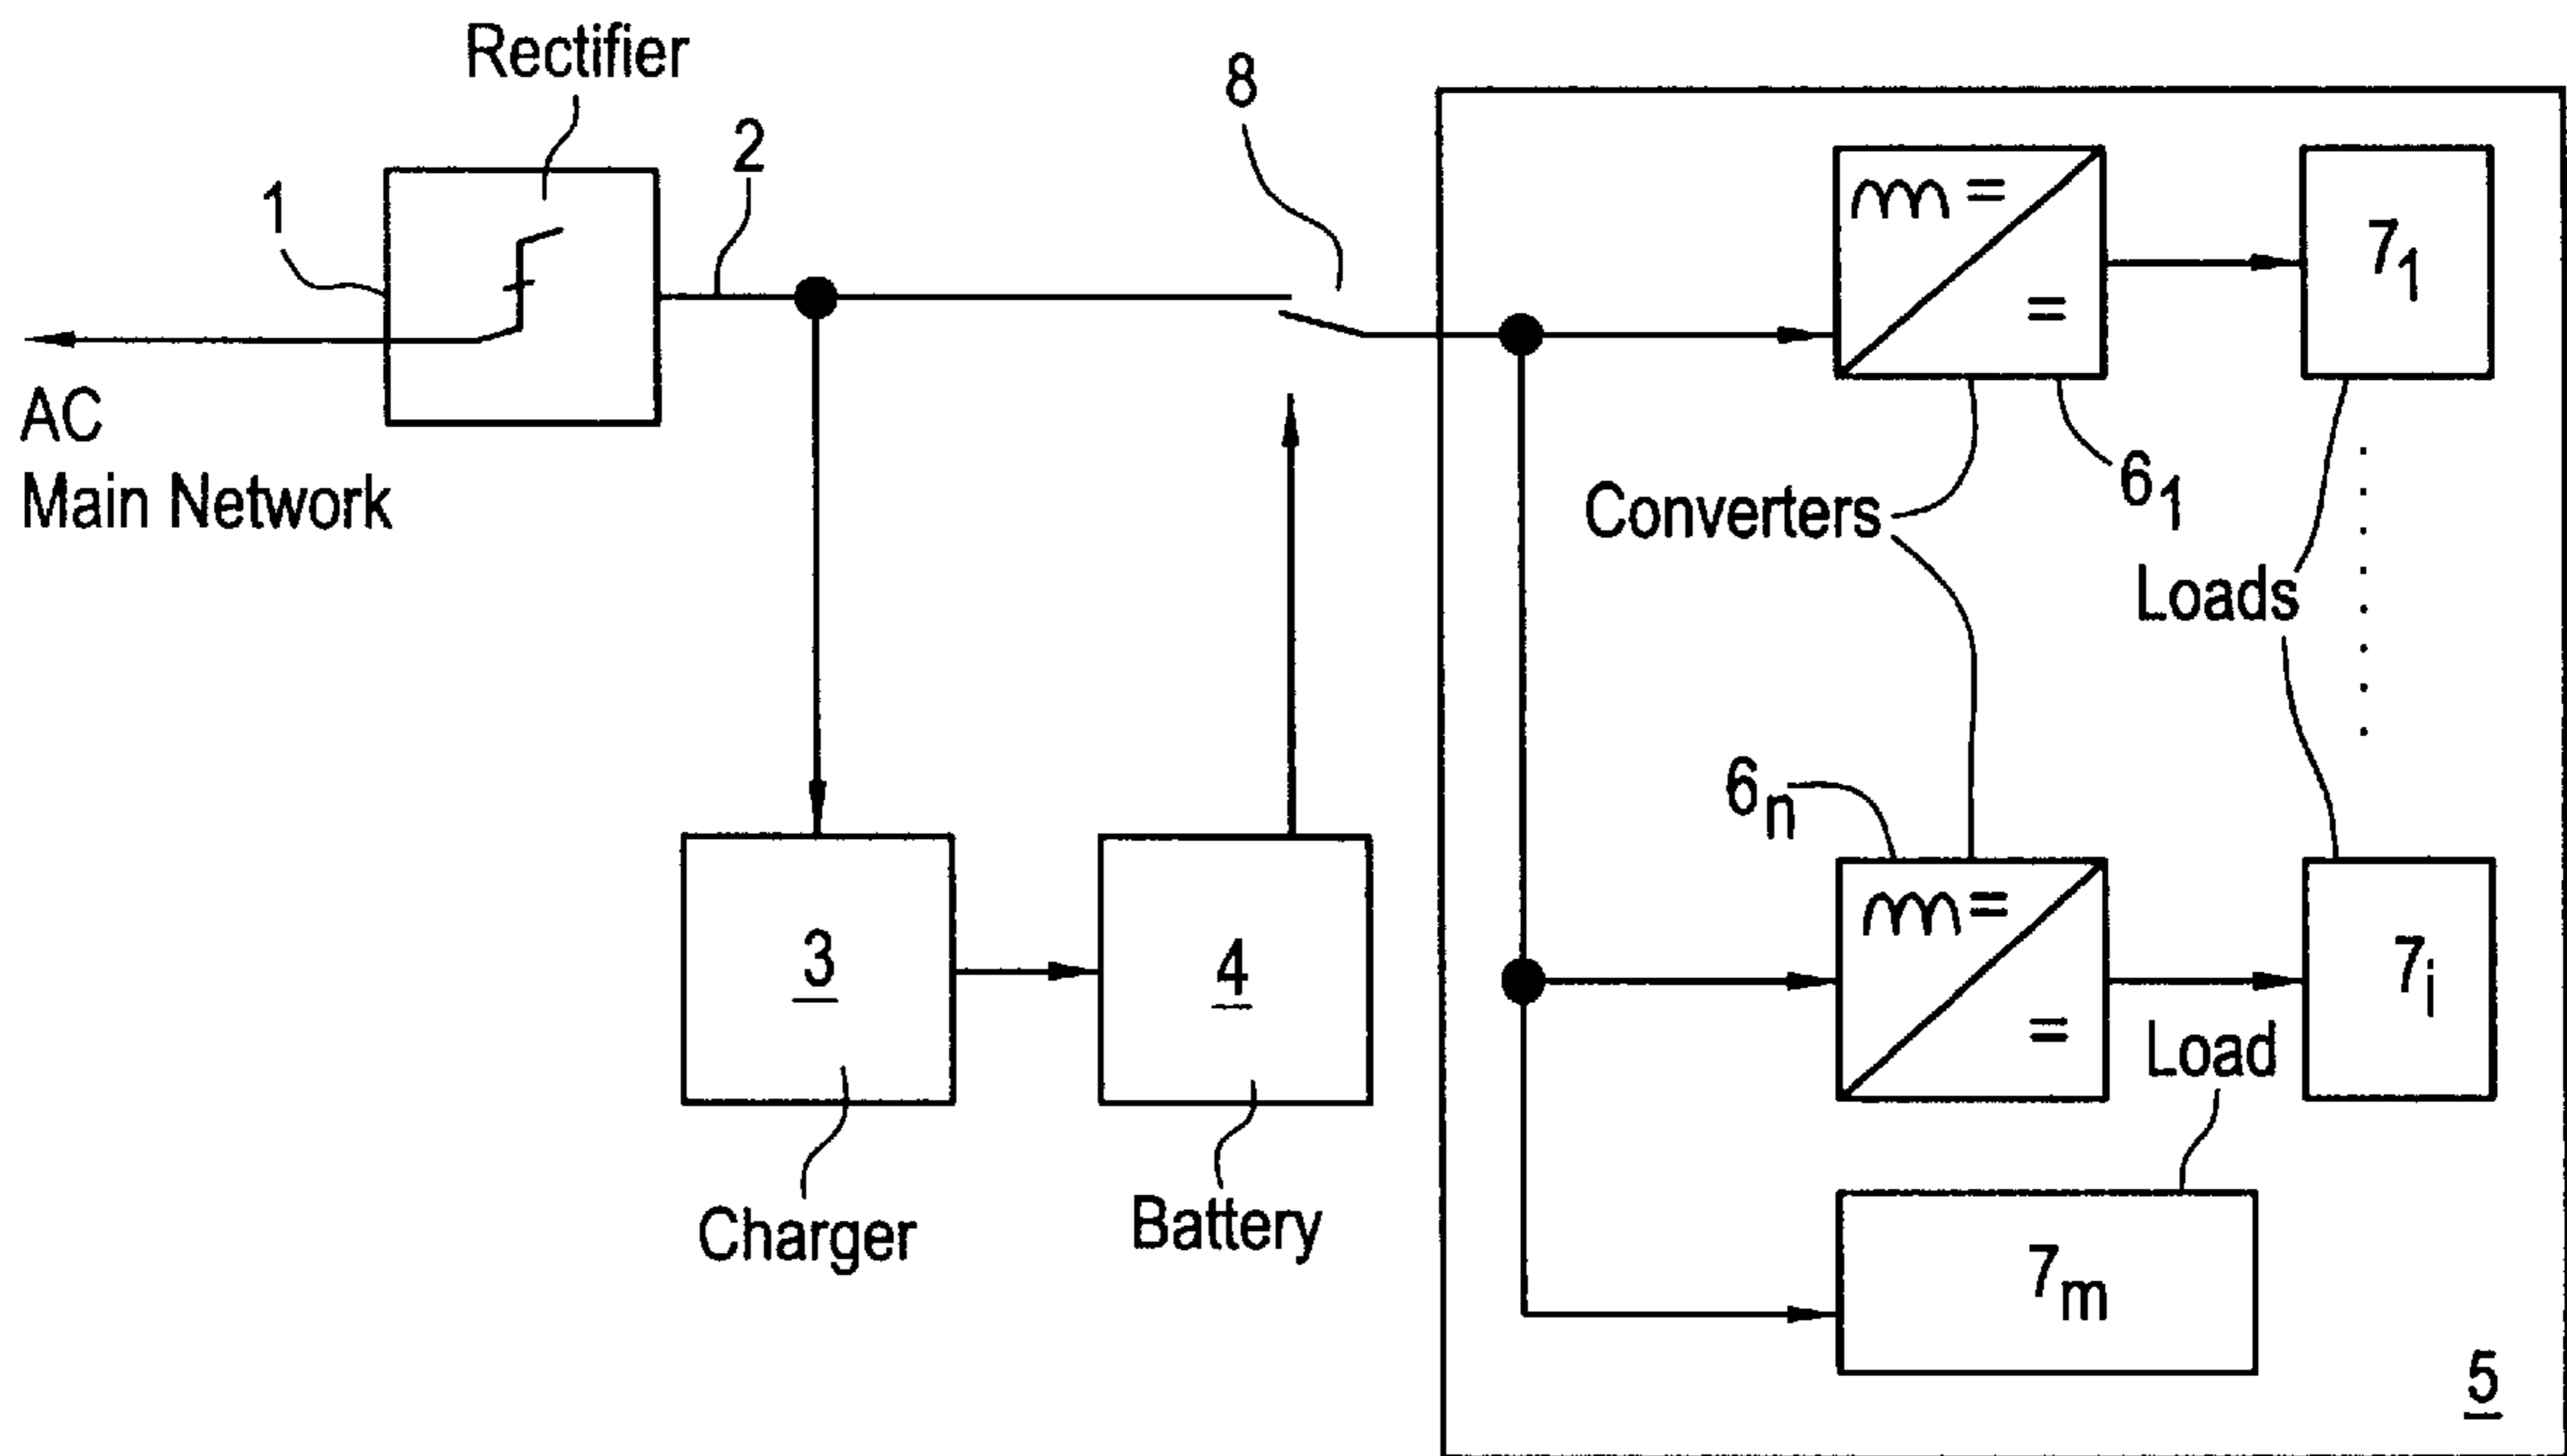 Rectifier
1
2
8
AC
Main Network
= 
=
7₁
Converters
6₁
Loads
6ₙ
=
=
7ᵢ
3
4
Load
Charger
Battery
7ₘ
5